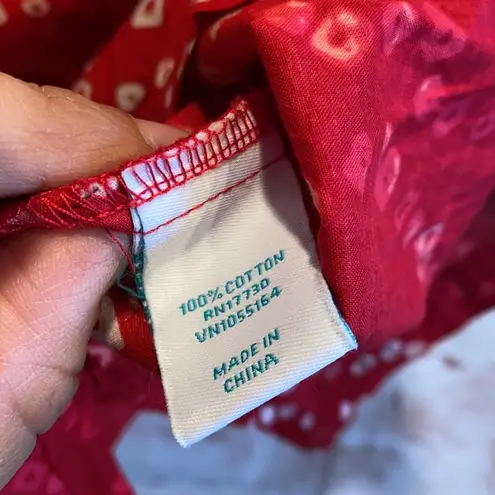 100% COTTON
RN17730
VN1055164
MADE IN
CHINA